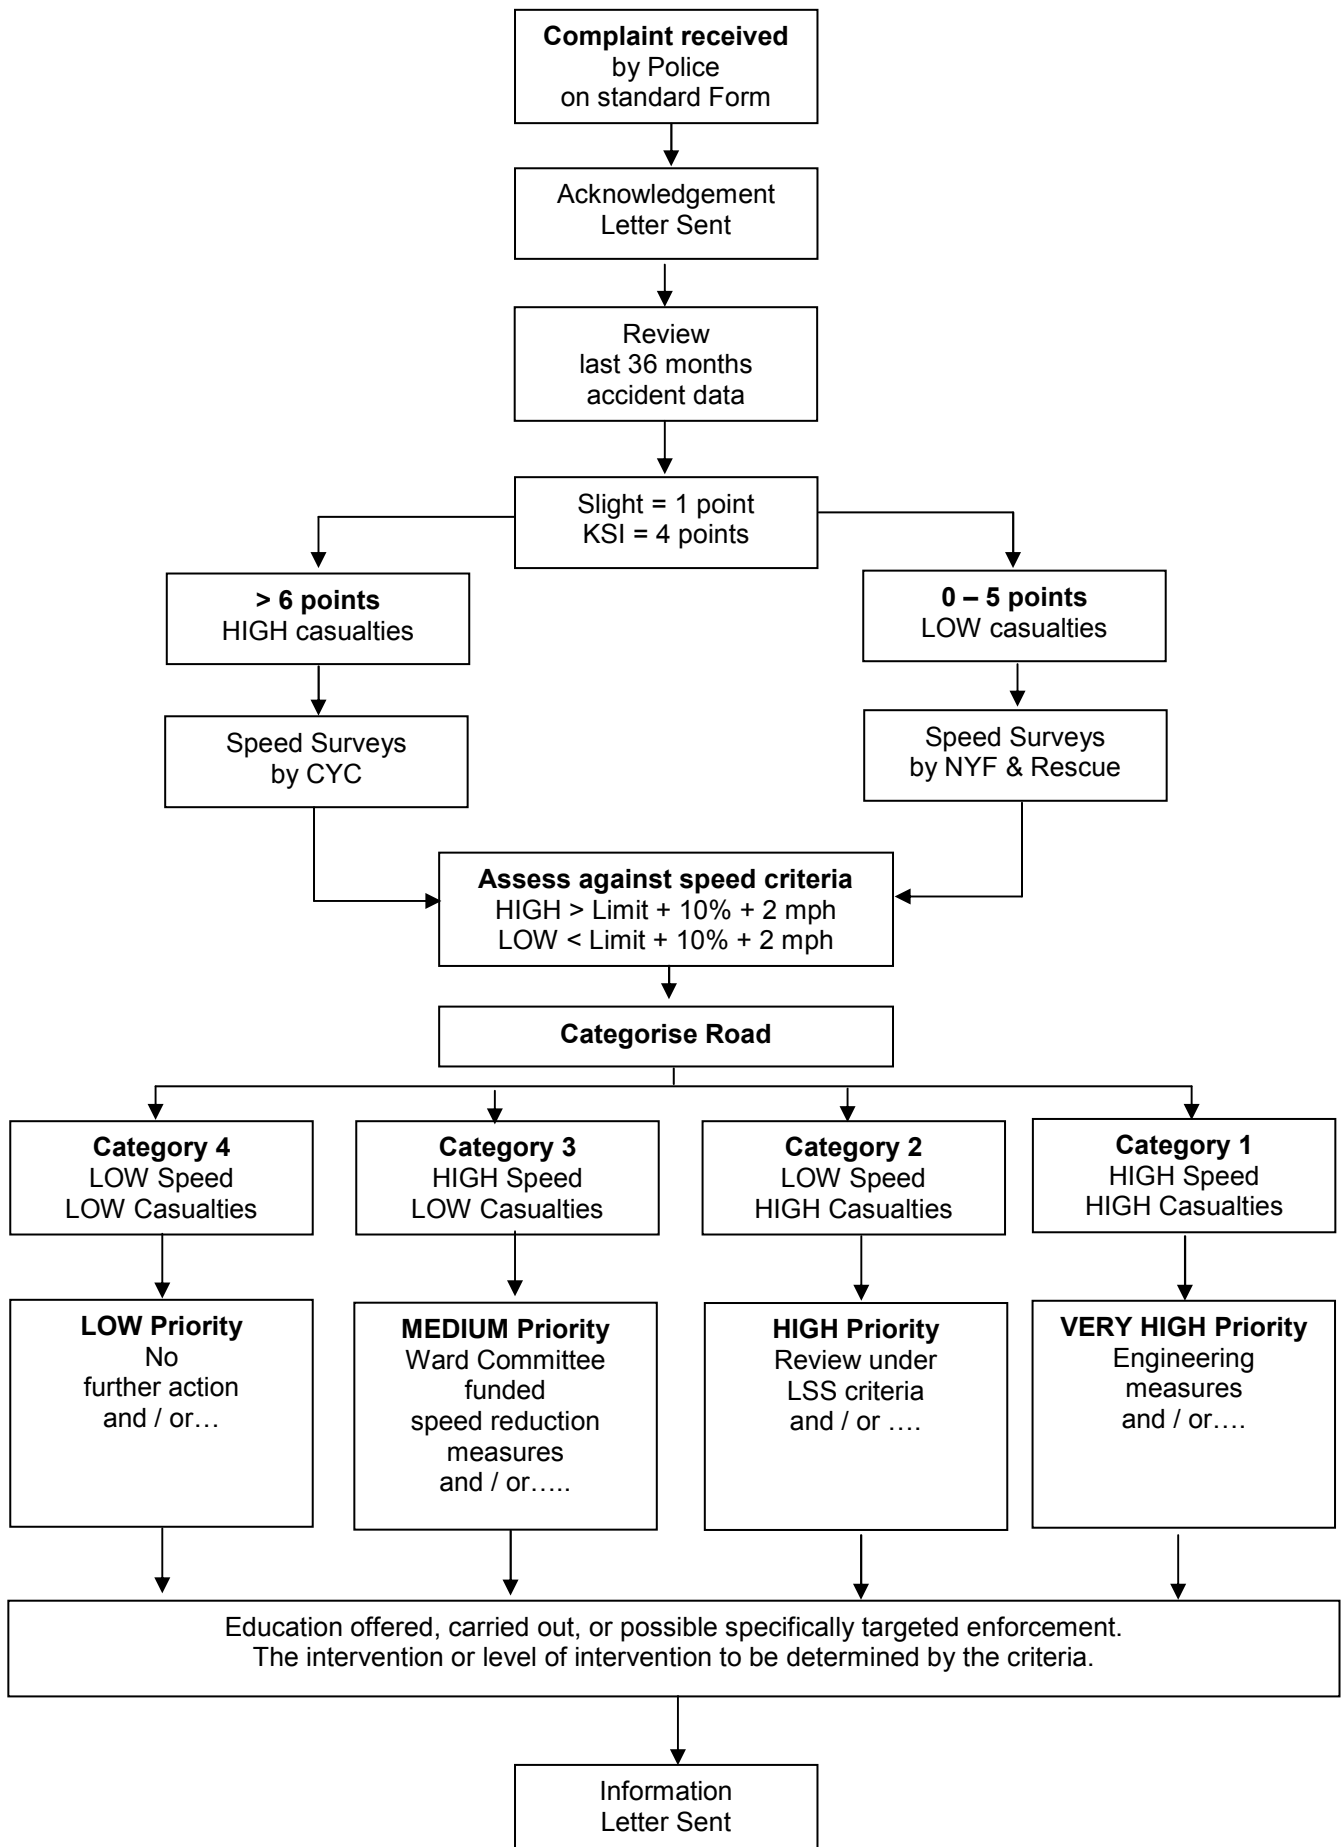 Complaint received
by Police
on standard Form
Acknowledgement
Letter Sent
Review
last 36 months
accident data
Slight = 1 point
KSI = 4 points
> 6 points
HIGH casualties
0 – 5 points
LOW casualties
Speed Surveys
by CYC
Speed Surveys
by NYF & Rescue
Assess against speed criteria
HIGH > Limit + 10% + 2 mph
LOW < Limit + 10% + 2 mph
Categorise Road
Category 4
LOW Speed
LOW Casualties
Category 3
HIGH Speed
LOW Casualties
Category 2
LOW Speed
HIGH Casualties
Category 1
HIGH Speed
HIGH Casualties
LOW Priority
No
further action
and / or…
MEDIUM Priority
Ward Committee
funded
speed reduction
measures
and / or…..
HIGH Priority
Review under
LSS criteria
and / or ….
VERY HIGH Priority
Engineering
measures
and / or….
Education offered, carried out, or possible specifically targeted enforcement.
The intervention or level of intervention to be determined by the criteria.
Information
Letter Sent